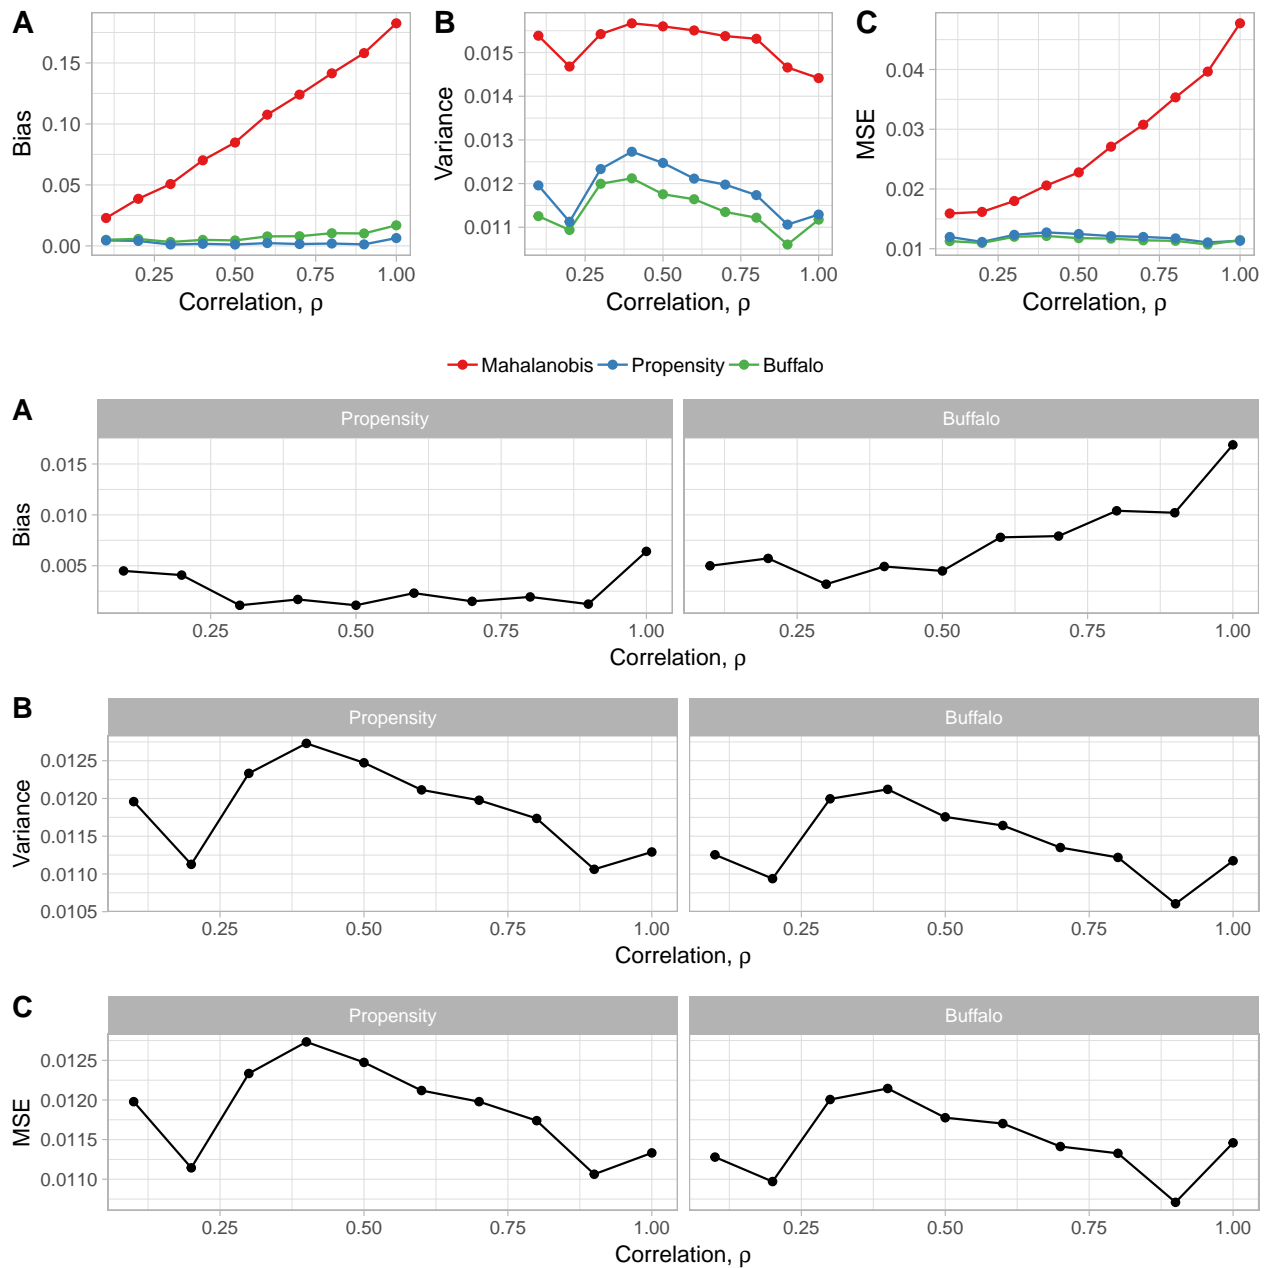 A
B
C
Bias
0.15
0.10
0.05
0.00
0.25 0.50 0.75 1.00
Correlation, ρ
Variance
0.015
0.014
0.013
0.012
0.011
0.25 0.50 0.75 1.00
Correlation, ρ
MSE
0.04
0.03
0.02
0.01
0.25 0.50 0.75 1.00
Correlation, ρ
Mahalanobis Propensity Buffalo
A
Propensity
Buffalo
Bias
0.015
0.010
0.005
0.25 0.50 0.75 1.00
0.25 0.50 0.75 1.00
Correlation, ρ
B
Propensity
Buffalo
Variance
0.0125
0.0120
0.0115
0.0110
0.0105
0.25 0.50 0.75 1.00
0.25 0.50 0.75 1.00
Correlation, ρ
C
Propensity
Buffalo
MSE
0.0125
0.0120
0.0115
0.0110
0.25 0.50 0.75 1.00
0.25 0.50 0.75 1.00
Correlation, ρ